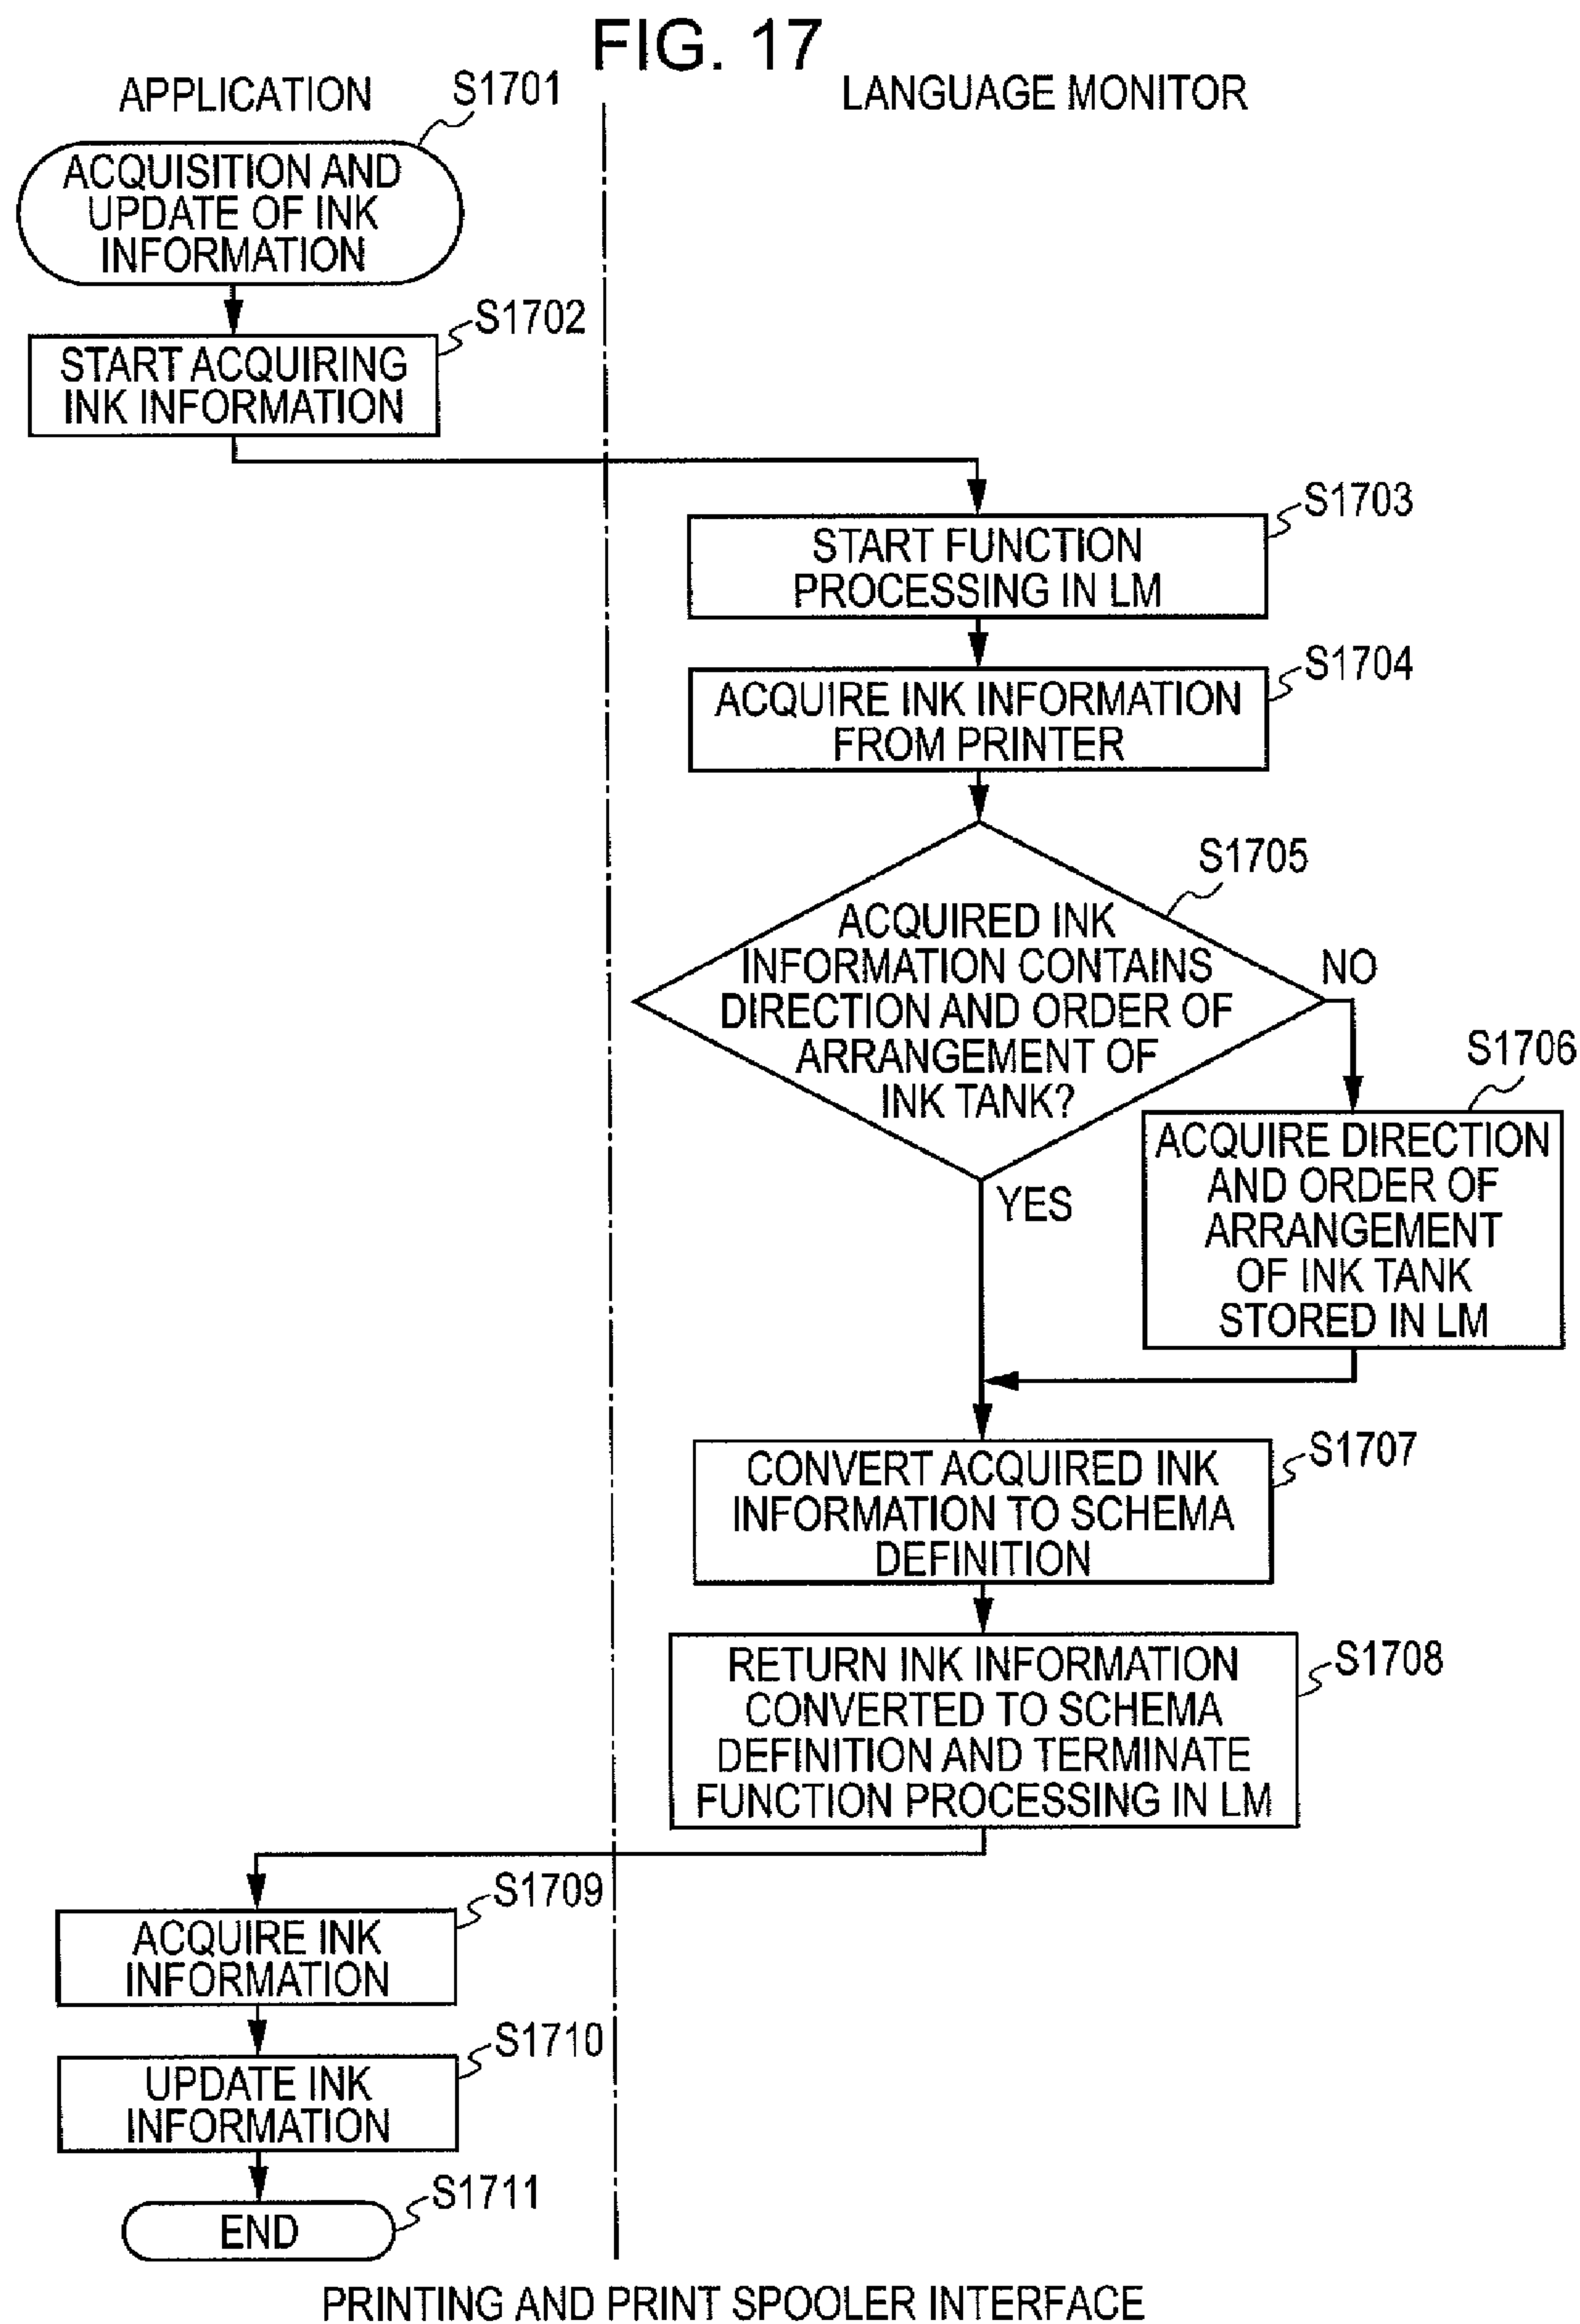 FIG. 17
APPLICATION
LANGUAGE MONITOR
S1701
ACQUISITION AND
UPDATE OF INK
INFORMATION
S1702
START ACQUIRING
INK INFORMATION
S1703
START FUNCTION
PROCESSING IN LM
S1704
ACQUIRE INK INFORMATION
FROM PRINTER
S1705
ACQUIRED INK
INFORMATION CONTAINS
DIRECTION AND ORDER OF
ARRANGEMENT OF
INK TANK?
NO
YES
S1706
ACQUIRE DIRECTION
AND ORDER OF
ARRANGEMENT
OF INK TANK
STORED IN LM
S1707
CONVERT ACQUIRED INK
INFORMATION TO SCHEMA
DEFINITION
S1708
RETURN INK INFORMATION
CONVERTED TO SCHEMA
DEFINITION AND TERMINATE
FUNCTION PROCESSING IN LM
S1709
ACQUIRE INK
INFORMATION
S1710
UPDATE INK
INFORMATION
S1711
END
PRINTING AND PRINT SPOOLER INTERFACE